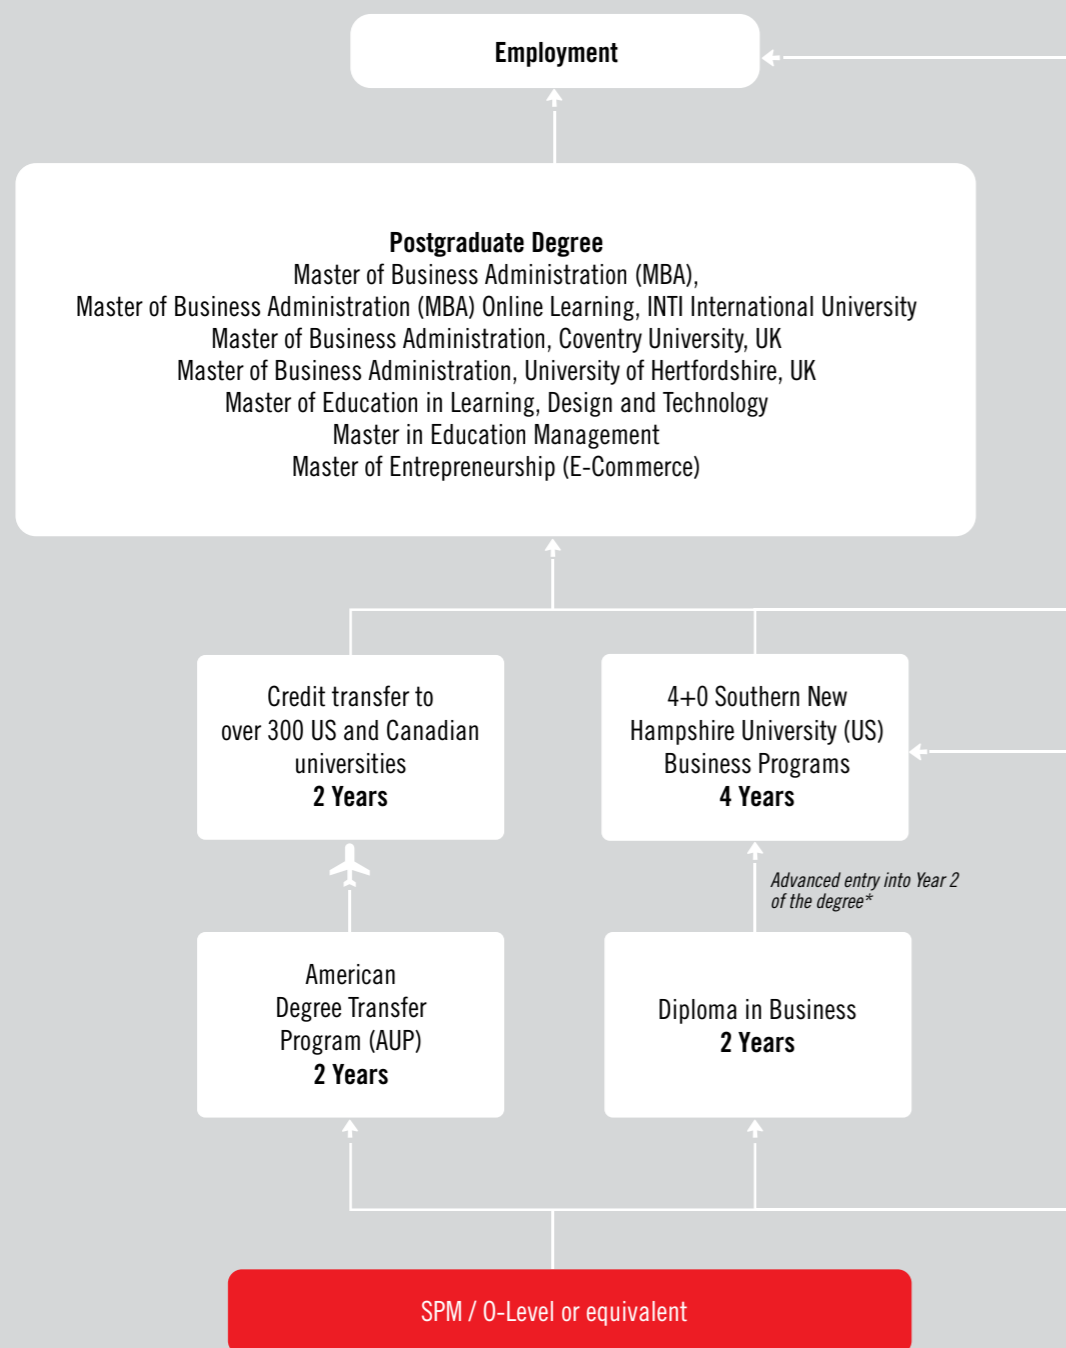 Employment
Postgraduate Degree
Master of Business Administration (MBA),
Master of Business Administration (MBA) Online Learning, INTI International University
Master of Business Administration, Coventry University, UK
Master of Business Administration, University of Hertfordshire, UK
Master of Education in Learning, Design and Technology
Master in Education Management
Master of Entrepreneurship (E-Commerce)
Credit transfer to
over 300 US and Canadian
universities
2 Years
4+0 Southern New
Hampshire University (US)
Business Programs
4 Years
Advanced entry into Year 2
of the degree*
American
Degree Transfer
Program (AUP)
2 Years
Diploma in Business
2 Years
SPM / O-Level or equivalent